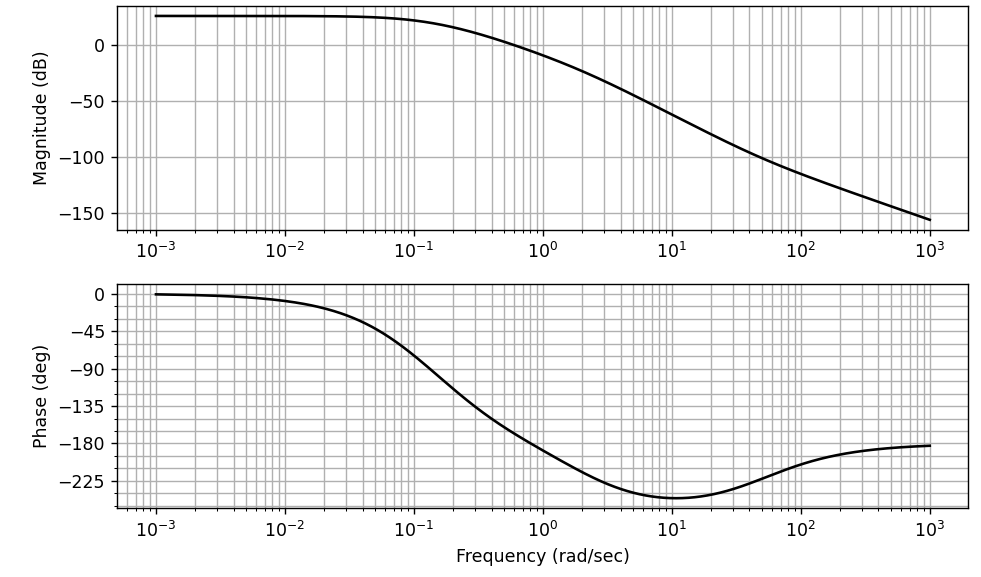 Magnitude (dB)
0
−50
−100
−150
10⁻³ 10⁻² 10⁻¹ 10⁰ 10¹ 10² 10³
Phase (deg)
0
−45
−90
−135
−180
−225
10⁻³ 10⁻² 10⁻¹ 10⁰ 10¹ 10² 10³
Frequency (rad/sec)